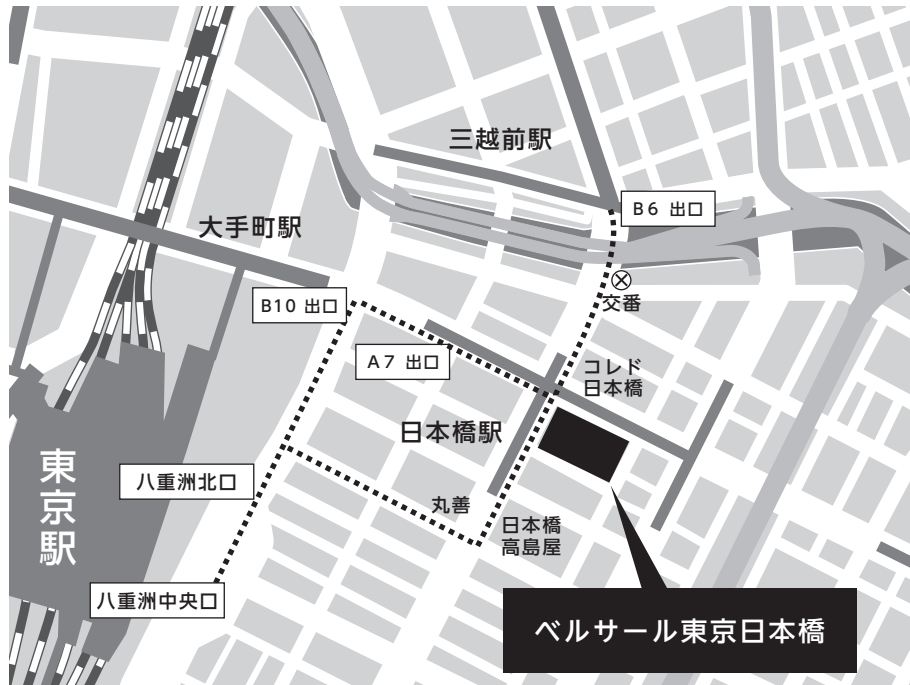 三越前駅
B6 出口
大手町駅
B10 出口
交番
A7 出口
コレド
日本橋
日本橋駅
東京駅
八重洲北口
丸善
日本橋
高島屋
八重洲中央口
ベルサール東京日本橋